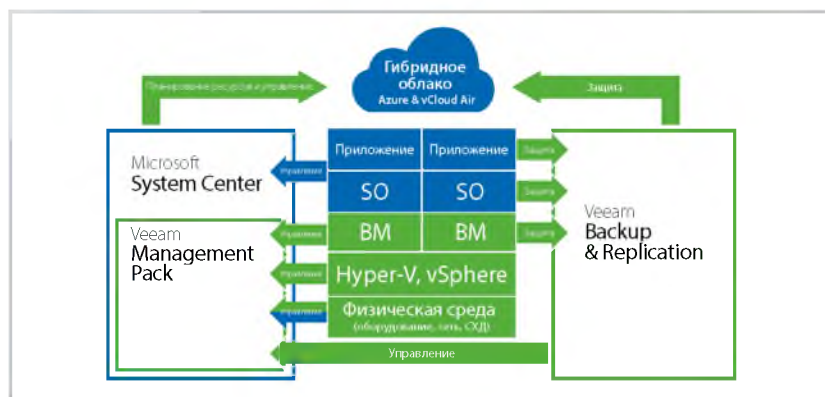 Гибридное
облако
Azure & vCloud Air
Планирование ресурсов и управление
Защита
Microsoft
System Center
Veeam
Management
Pack
Приложение Приложение
SO SO
ВМ ВМ
Hyper-V, vSphere
Физическая среда
(оборудование, сеть, СХД)
Управление
Управление
Управление
Управление
Защита
Защита
Защита
Veeam
Backup
& Replication
Управление